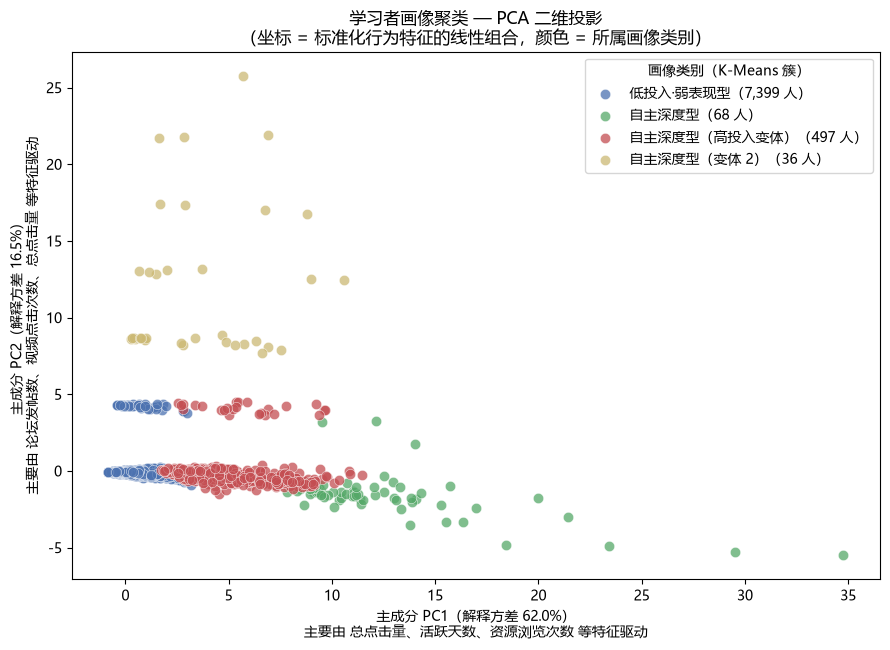 学习者画像聚类 — PCA 二维投影
（坐标 = 标准化行为特征的线性组合，颜色 = 所属画像类别）
画像类别（K-Means 簇）
低投入·弱表现型（7,399 人）
自主深度型（68 人）
自主深度型（高投入变体）（497 人）
自主深度型（变体 2）（36 人）
主成分 PC2（解释方差 16.5%）
主要由 论坛发帖数、视频点击次数、总点击量 等特征驱动
25
20
15
10
5
0
-5
0
5
10
15
20
25
30
35
主成分 PC1（解释方差 62.0%）
主要由 总点击量、活跃天数、资源浏览次数 等特征驱动